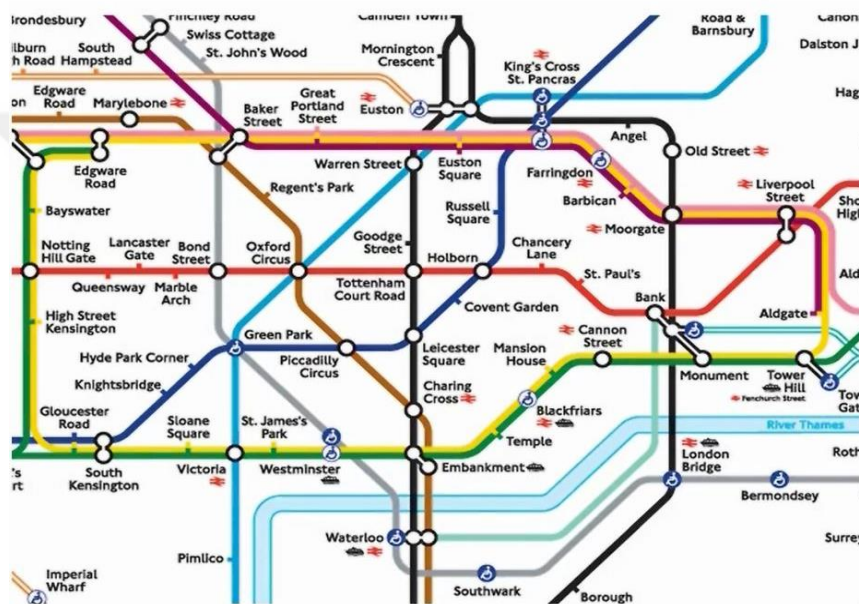 Brondesbury
Finchley Road
Swiss Cottage
St. John's Wood
South
Hampstead
Camden Town
Mornington
Crescent
Road &
Barnsbury
Dalston J
King's Cross
St. Pancras
Edgware
Road
Marylebone
Baker
Street
Great
Portland
Street
Euston
Angel
Old Street
Edgware
Road
Warren Street
Euston
Square
Farringdon
Barbican
Liverpool
Street
Regent's Park
Bayswater
Russell
Square
Moorgate
Notting
Hill Gate
Lancaster
Gate
Bond
Street
Oxford
Circus
Goodge
Street
Holborn
Chancery
Lane
Queensway
Marble
Arch
Tottenham
Court Road
St. Paul's
High Street
Kensington
Covent Garden
Bank
Aldgate
Green Park
Hyde Park Corner
Piccadilly
Circus
Leicester
Square
Mansion
House
Cannon
Street
Knightsbridge
Monument
Tower
Hill
Fenchurch Street
Charing
Cross
Gloucester
Road
Sloane
Square
St. James's
Park
Blackfriars
Temple
River Thames
South
Kensington
Victoria
Westminster
Embankment
London
Bridge
Bermondsey
Waterloo
Pimlico
Southwark
Imperial
Wharf
Borough